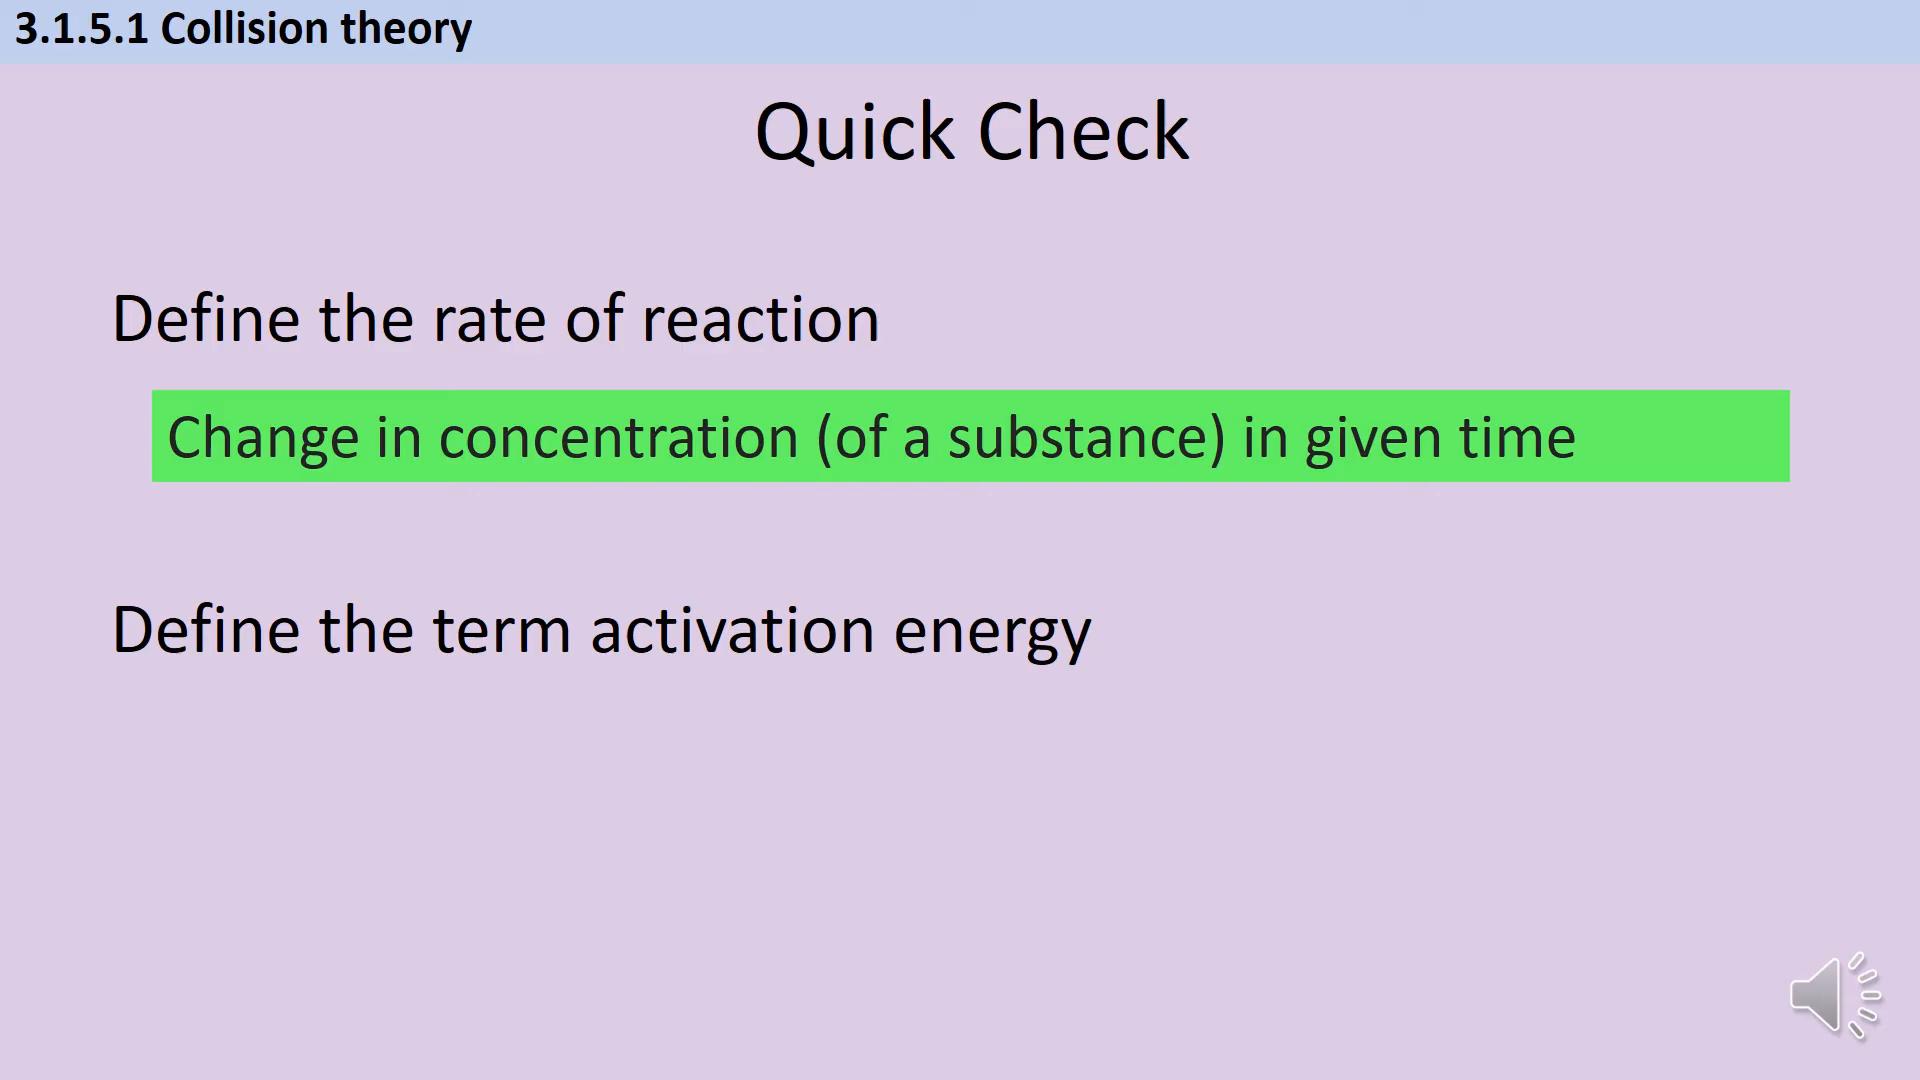 3.1.5.1 Collision theory
Quick Check
Define the rate of reaction
Change in concentration (of a substance) in given time
Define the term activation energy